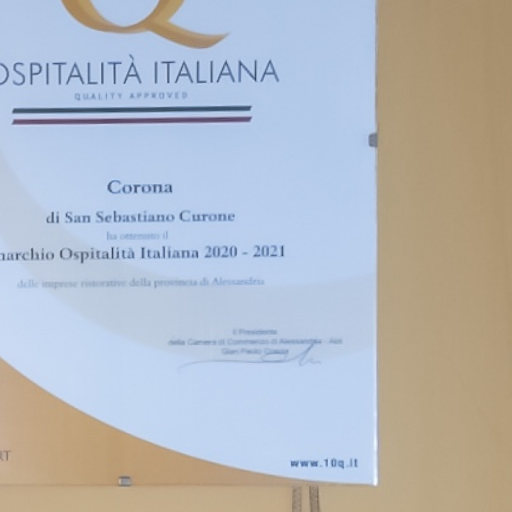 Q
OSPITALITÀ ITALIANA
QUALITY APPROVED
Corona
di San Sebastiano Curone
ha ottenuto il
marchio Ospitalità Italiana 2020 - 2021
delle imprese ristorative della provincia di Alessandria
Il Presidente
della Camera di Commercio di Alessandria - Asti
Gian Paolo Coscia
RT
www.10q.it